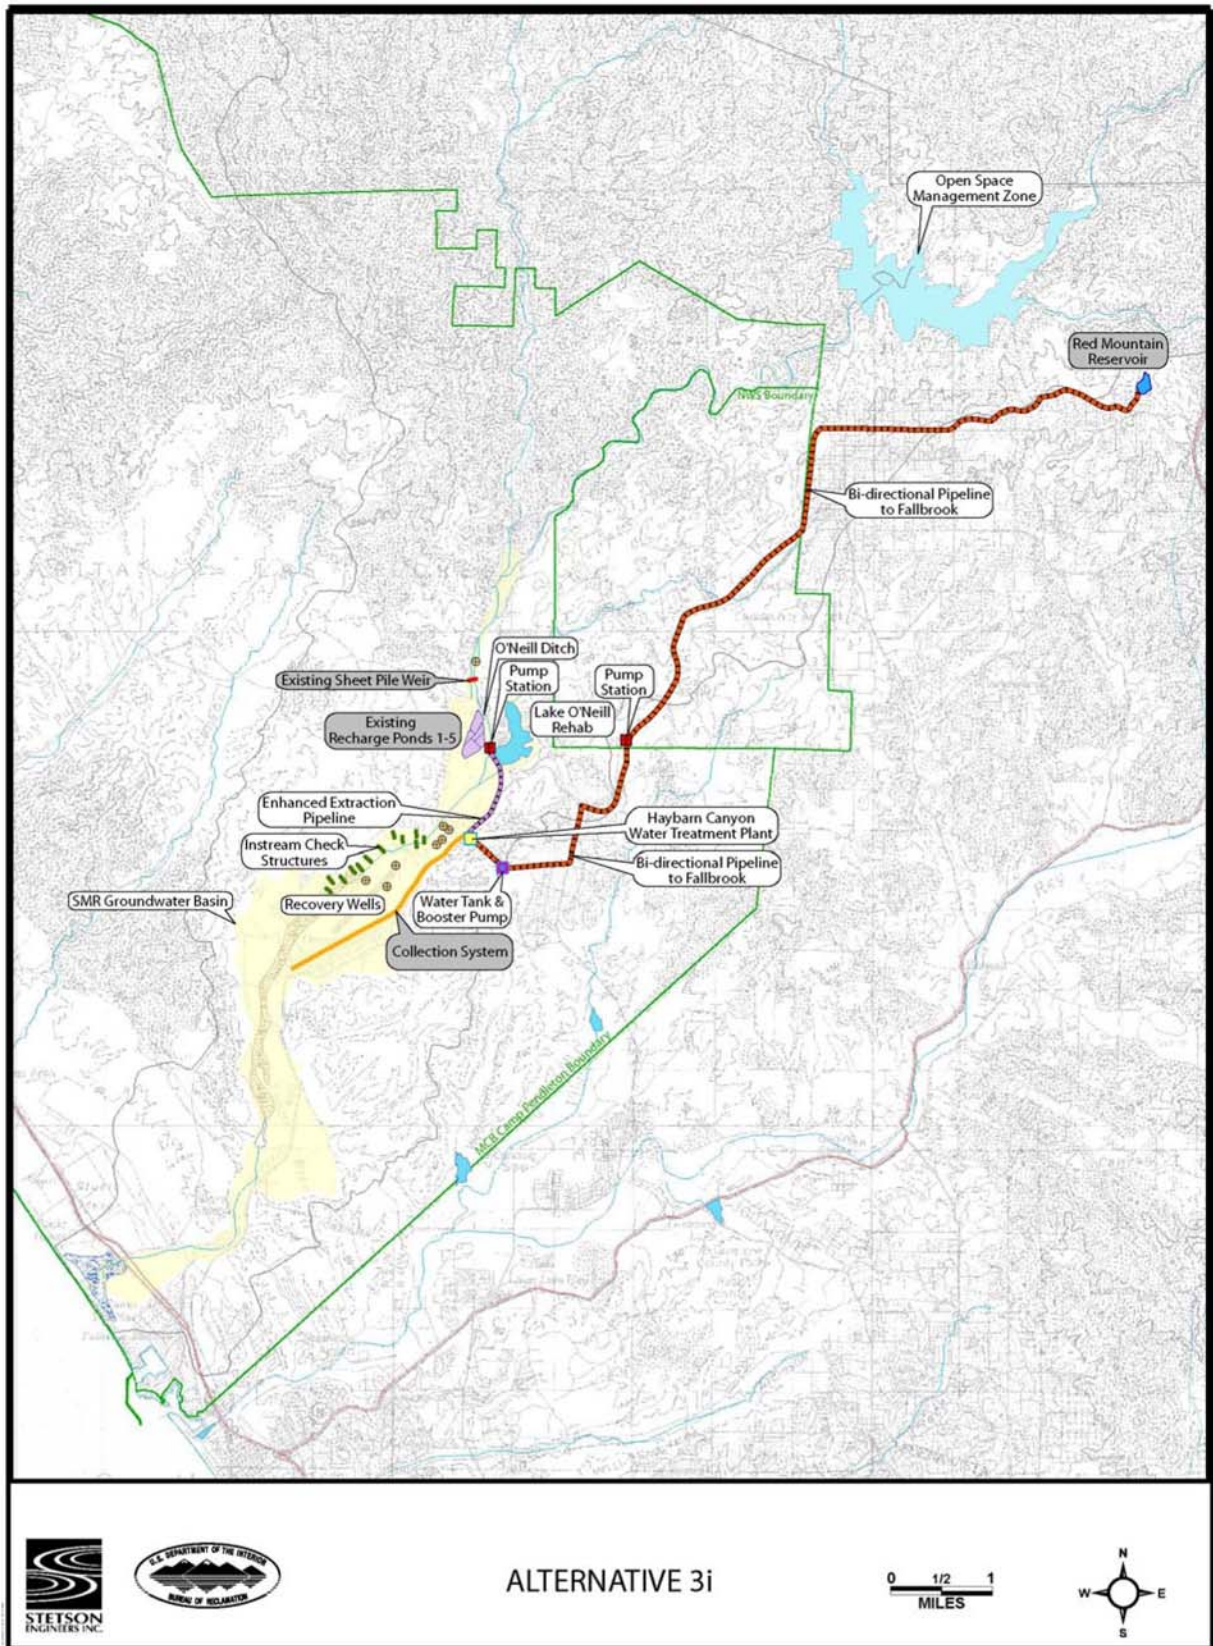 Open Space
Management Zone
Red Mountain
Reservoir
NWS Boundary
Bi-directional Pipeline
to Fallbrook
O'Neill Ditch
Existing Sheet Pile Weir
Pump
Station
Pump
Station
Lake O'Neill
Rehab
Existing
Recharge Ponds 1-5
Enhanced Extraction
Pipeline
Haybarn Canyon
Water Treatment Plant
Instream Check
Structures
Bi-directional Pipeline
to Fallbrook
SMR Groundwater Basin
Recovery Wells
Water Tank &
Booster Pump
Collection System
MCB Camp Pendleton Boundary
STETSON
ENGINEERS INC.
U.S. DEPARTMENT OF THE INTERIOR
BUREAU OF RECLAMATION
ALTERNATIVE 3i
0 1/2 1
MILES
N
W E
S